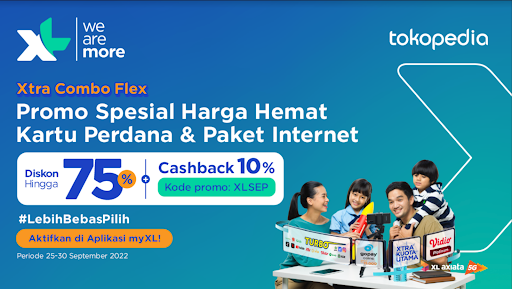 XL
we
are
more
tokopedia
Xtra Combo Flex
Promo Spesial Harga Hemat
Kartu Perdana & Paket Internet
Diskon
Hingga
75%
+
Cashback 10%
Kode promo: XLSEP
#LebihBebasPilih
Aktifkan di Aplikasi myXL!
Periode 25-30 September 2022
TURBO
gopay
XTRA
KUOTA
UTAMA
Vidio
XL axiata 5G